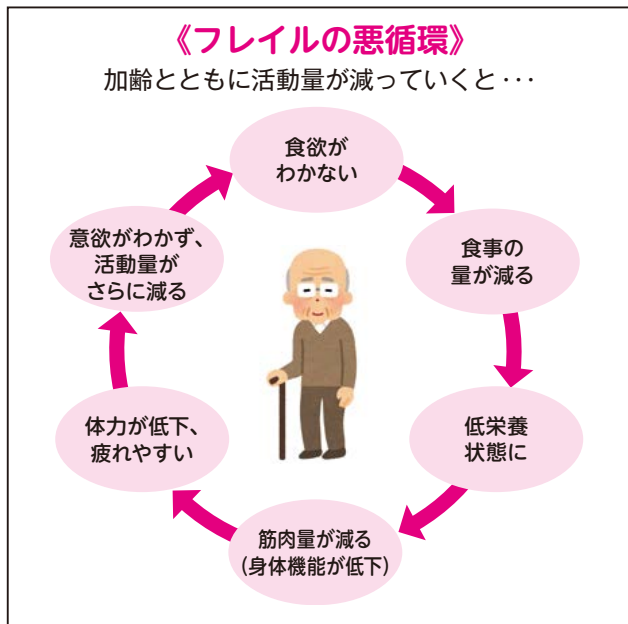 《フレイルの悪循環》
加齢とともに活動量が減っていくと･･･
食欲が
わかない
食事の
量が減る
低栄養
状態に
筋肉量が減る
(身体機能が低下)
体力が低下、
疲れやすい
意欲がわかず、
活動量が
さらに減る